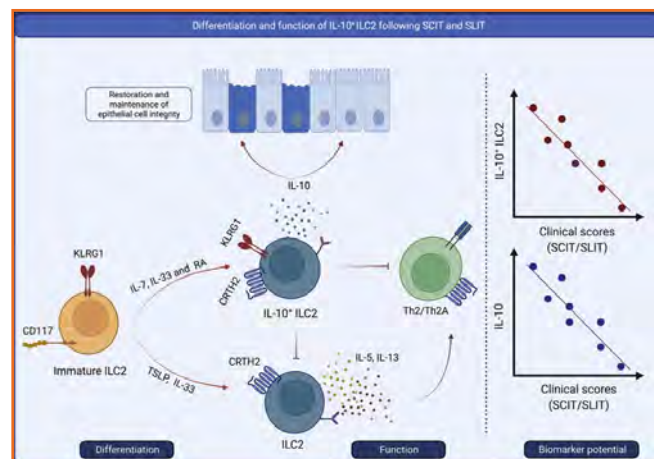 Differentiation and function of IL-10⁺ ILC2 following SCIT and SLIT
Restoration and
maintenance of
epithelial cell integrity
IL-10
KLRG1
IL-7, IL-33 and RA
KLRG1
CRTH2
IL-10⁺ ILC2
Th2/Th2A
CD117
Immature ILC2
TSLP, IL-33
CRTH2
IL-5, IL-13
ILC2
IL-10⁺ ILC2
Clinical scores
(SCIT/SLIT)
IL-10
Clinical scores
(SCIT/SLIT)
Differentiation
Function
Biomarker potential